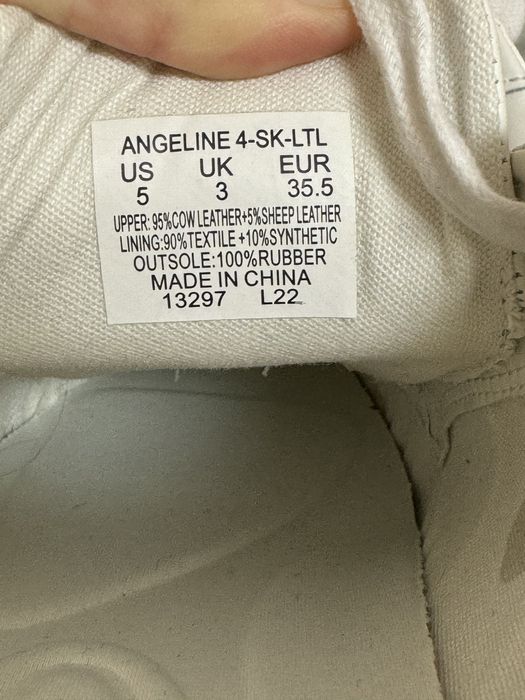 ANGELINE 4-SK-LTL
US UK EUR
5 3 35.5
UPPER: 95%COW LEATHER+5%SHEEP LEATHER
LINING:90%TEXTILE +10%SYNTHETIC
OUTSOLE:100%RUBBER
MADE IN CHINA
13297 L22